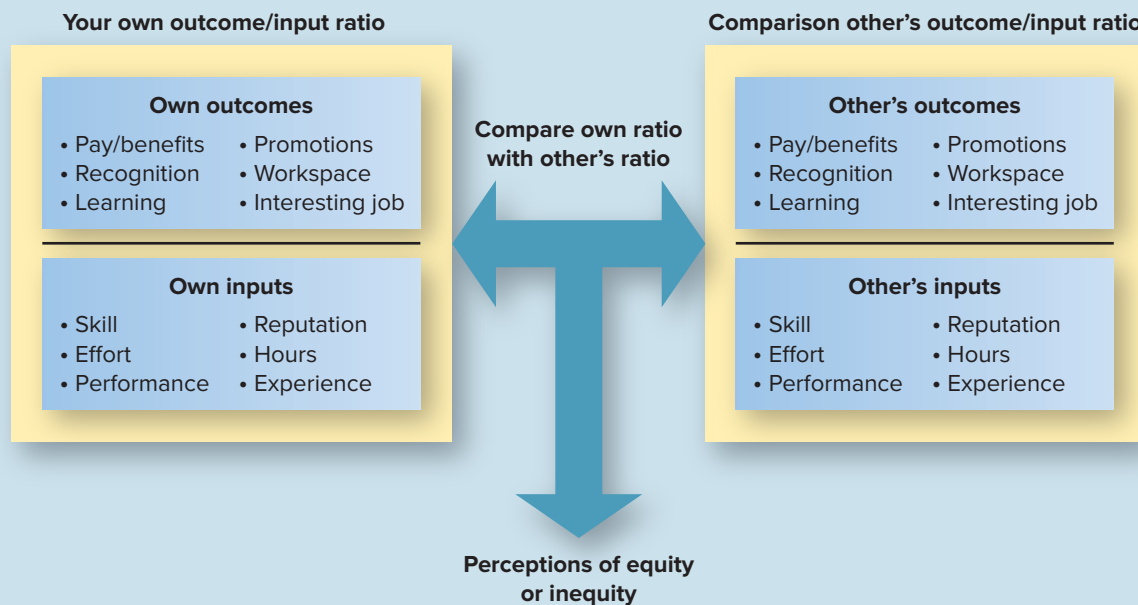 Your own outcome/input ratio
Own outcomes
• Pay/benefits
• Recognition
• Learning
• Promotions
• Workspace
• Interesting job
Own inputs
• Skill
• Effort
• Performance
• Reputation
• Hours
• Experience
Compare own ratio
with other's ratio
Perceptions of equity
or inequity
Comparison other's outcome/input ratio
Other's outcomes
• Pay/benefits
• Recognition
• Learning
• Promotions
• Workspace
• Interesting job
Other's inputs
• Skill
• Effort
• Performance
• Reputation
• Hours
• Experience